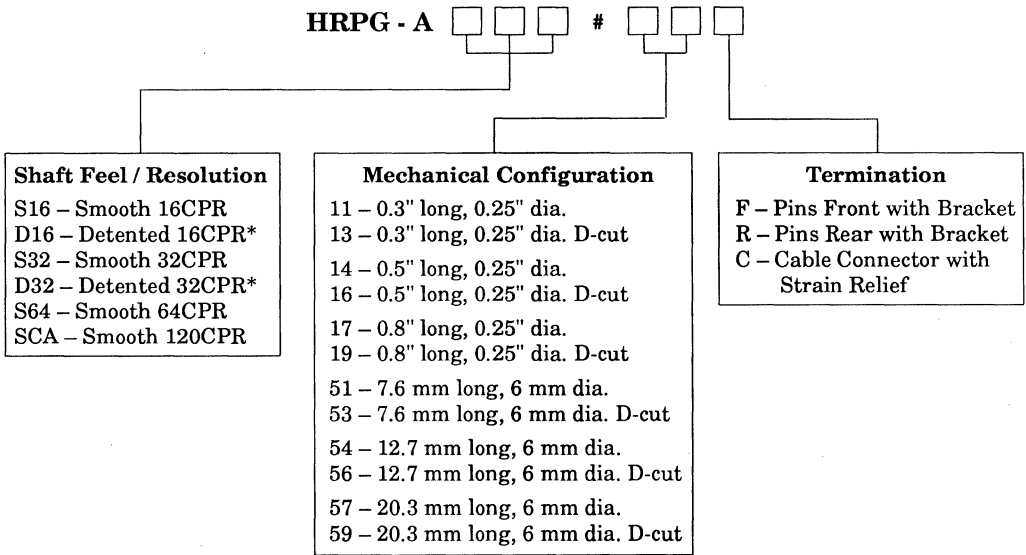 HRPG - A #
Shaft Feel / Resolution
S16 – Smooth 16CPR
D16 – Detented 16CPR*
S32 – Smooth 32CPR
D32 – Detented 32CPR*
S64 – Smooth 64CPR
SCA – Smooth 120CPR
Mechanical Configuration
11 – 0.3" long, 0.25" dia.
13 – 0.3" long, 0.25" dia. D-cut
14 – 0.5" long, 0.25" dia.
16 – 0.5" long, 0.25" dia. D-cut
17 – 0.8" long, 0.25" dia.
19 – 0.8" long, 0.25" dia. D-cut
51 – 7.6 mm long, 6 mm dia.
53 – 7.6 mm long, 6 mm dia. D-cut
54 – 12.7 mm long, 6 mm dia.
56 – 12.7 mm long, 6 mm dia. D-cut
57 – 20.3 mm long, 6 mm dia.
59 – 20.3 mm long, 6 mm dia. D-cut
Termination
F – Pins Front with Bracket
R – Pins Rear with Bracket
C – Cable Connector with
Strain Relief